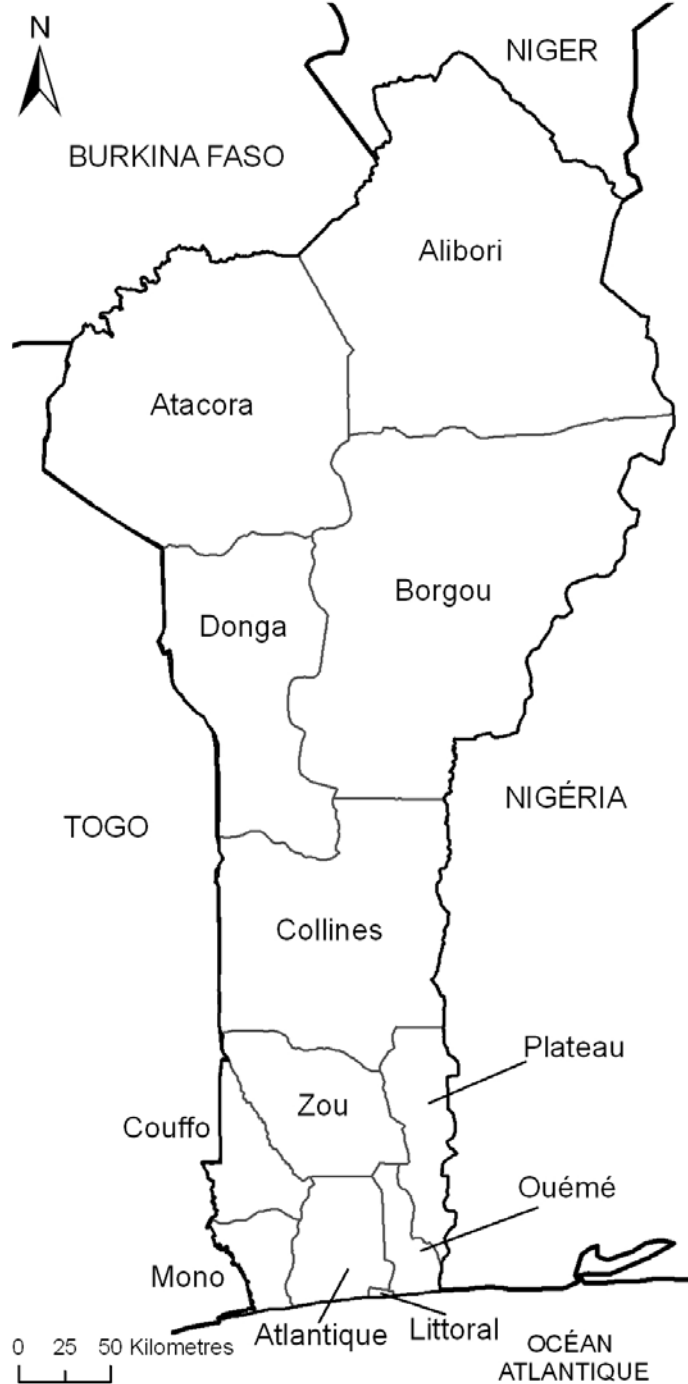 N
NIGER
BURKINA FASO
Alibori
Atacora
Borgou
Donga
NIGÉRIA
TOGO
Collines
Plateau
Zou
Couffo
Ouémé
Mono
Atlantique
Littoral
0 25 50 Kilometres
OCÉAN
ATLANTIQUE